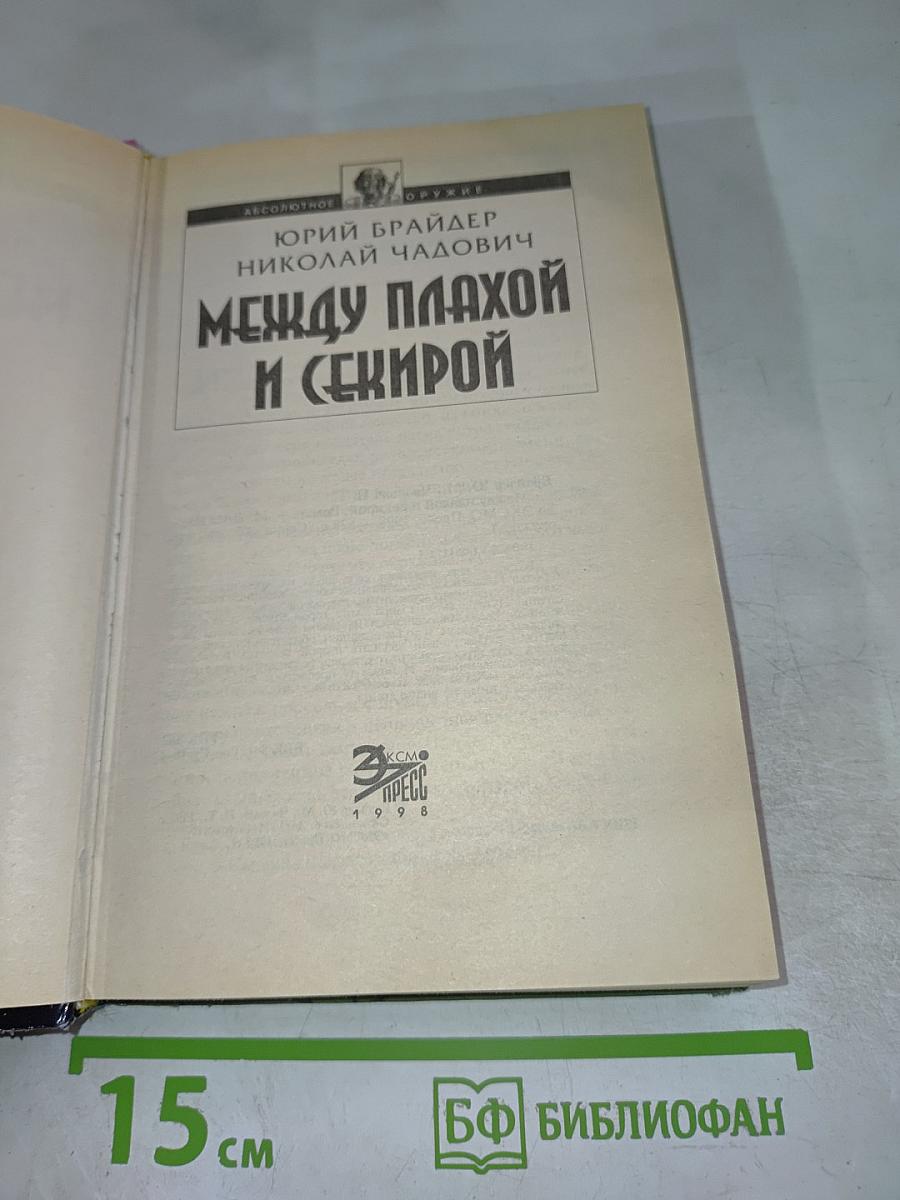 АБСОЛЮТНОЕ ОРУЖИЕ
ЮРИЙ БРАЙДЕР
НИКОЛАЙ ЧАДОВИЧ
МЕЖДУ ПЛАХОЙ
И СЕКИРОЙ
ЭКСМО
ПРЕСС
1998
15 см
БФ БИБЛИОФАН